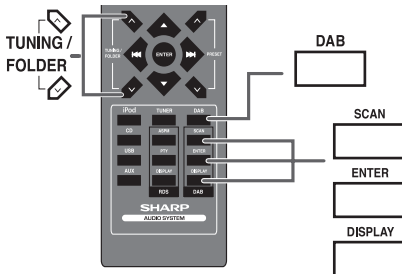 TUNING /
FOLDER
TUNING /
FOLDER
ENTER
PRESET
iPod TUNER DAB
CD ASPM SCAN
USB PTY ENTER
AUX DISPLAY DISPLAY
RDS DAB
SHARP
AUDIO SYSTEM
DAB
SCAN
ENTER
DISPLAY